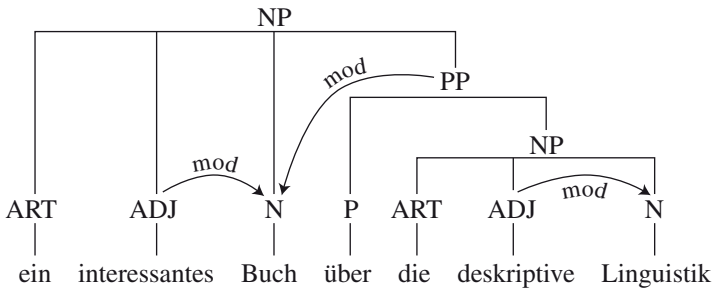 NP
mod
PP
NP
mod
mod
ART ADJ N P ART ADJ N
ein interessantes Buch über die deskriptive Linguistik